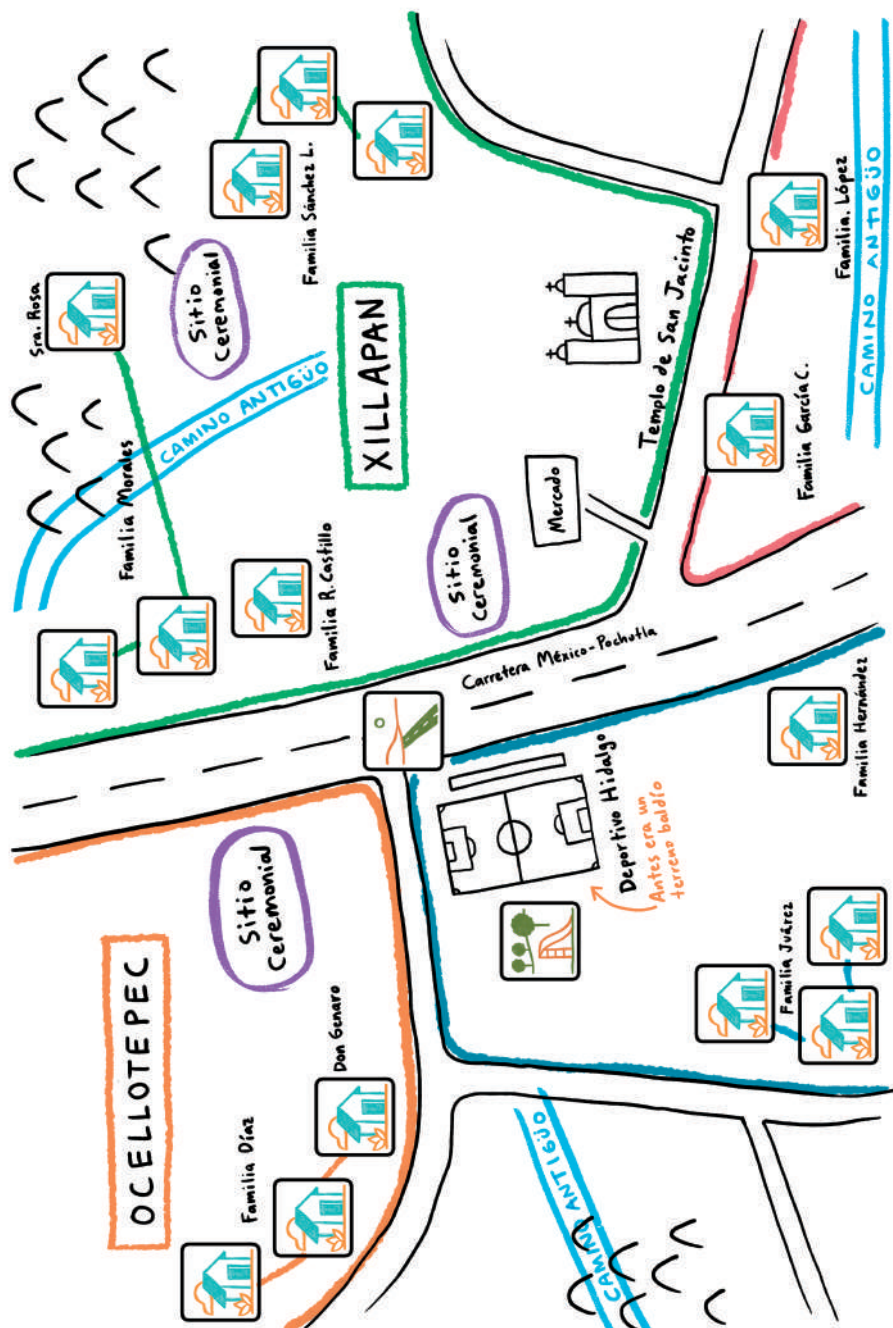 OCELLOTEPEC
Familia Díaz
Don Genaro
Sitio
Ceremonial
Familia Morales
Sra. Rosa
CAMINO ANTIGÜO
Sitio
Ceremonial
Familia Sánchez L.
Familia R. Castillo
XILLAPAN
Sitio
Ceremonial
Mercado
Templo de San Jacinto
Carretera México-Pochutla
Deportivo Hidalgo
Antes era un
terreno baldío
CAMINO ANTIGÜO
Familia Juárez
Familia Hernández
Familia García C.
Familia. López
CAMINO ANTIGÜO